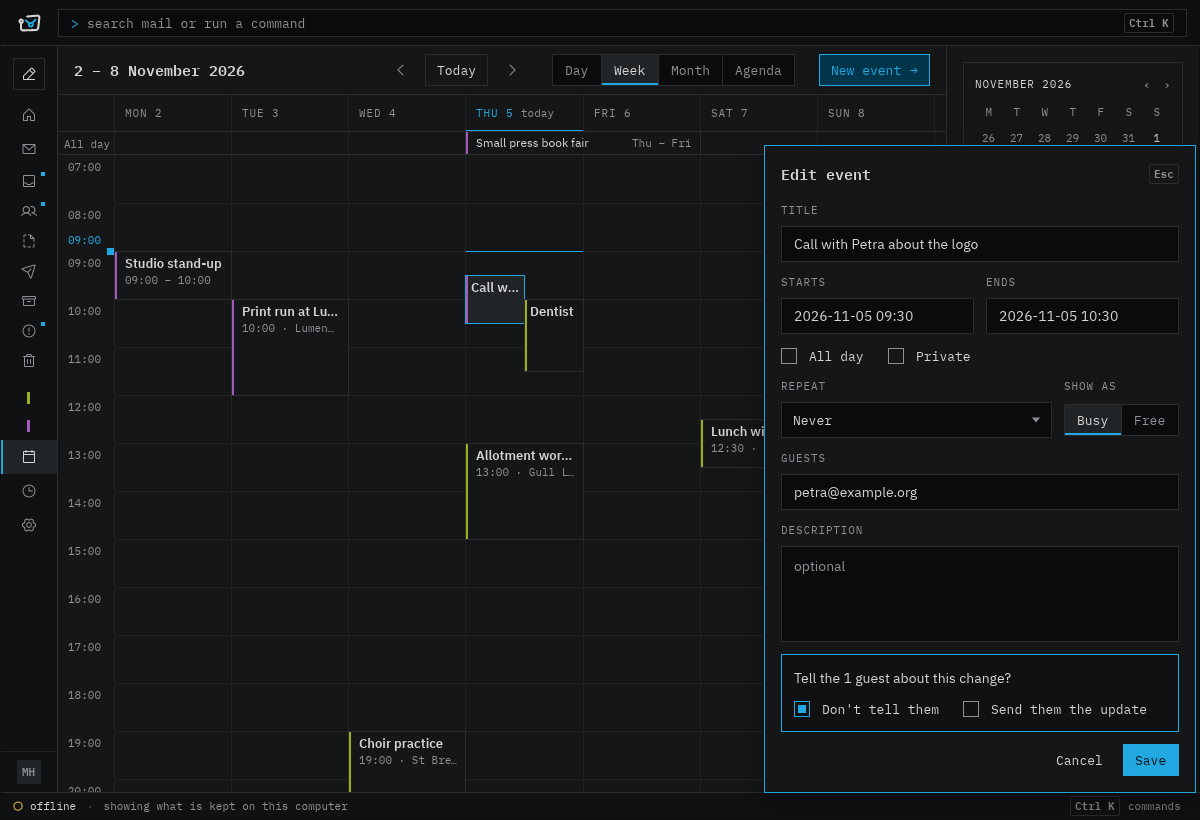 > search mail or run a command Ctrl K
2 – 8 November 2026
Today
Day Week Month Agenda
New event →
NOVEMBER 2026 ‹ ›
M T W T F S S
26 27 28 29 30 31 1
MON 2 TUE 3 WED 4 THU 5 today FRI 6 SAT 7 SUN 8
All day
Small press book fair Thu – Fri
07:00
08:00
09:00
09:00
10:00
11:00
12:00
13:00
14:00
15:00
16:00
17:00
18:00
19:00
20:00
Studio stand-up
09:00 – 10:00
Print run at Lu…
10:00 · Lumen…
Call w…
Dentist
Allotment wor…
13:00 · Gull L…
Lunch wi
12:30 ·
Choir practice
19:00 · St Bre…
Edit event Esc
TITLE
Call with Petra about the logo
STARTS ENDS
2026-11-05 09:30 2026-11-05 10:30
All day Private
REPEAT SHOW AS
Never Busy Free
GUESTS
petra@example.org
DESCRIPTION
optional
Tell the 1 guest about this change?
Don't tell them Send them the update
Cancel Save
MH
offline · showing what is kept on this computer Ctrl K commands